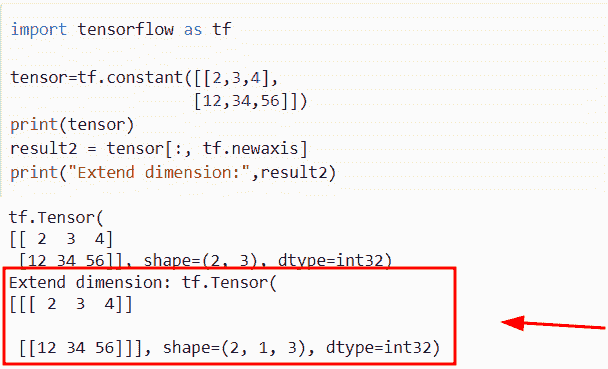 import tensorflow as tf
tensor=tf.constant([[2,3,4],
[12,34,56]])
print(tensor)
result2 = tensor[:, tf.newaxis]
print("Extend dimension:",result2)
tf.Tensor(
[[ 2  3  4]
[12 34 56]], shape=(2, 3), dtype=int32)
Extend dimension: tf.Tensor(
[[[ 2  3  4]]
[[12 34 56]]], shape=(2, 1, 3), dtype=int32)